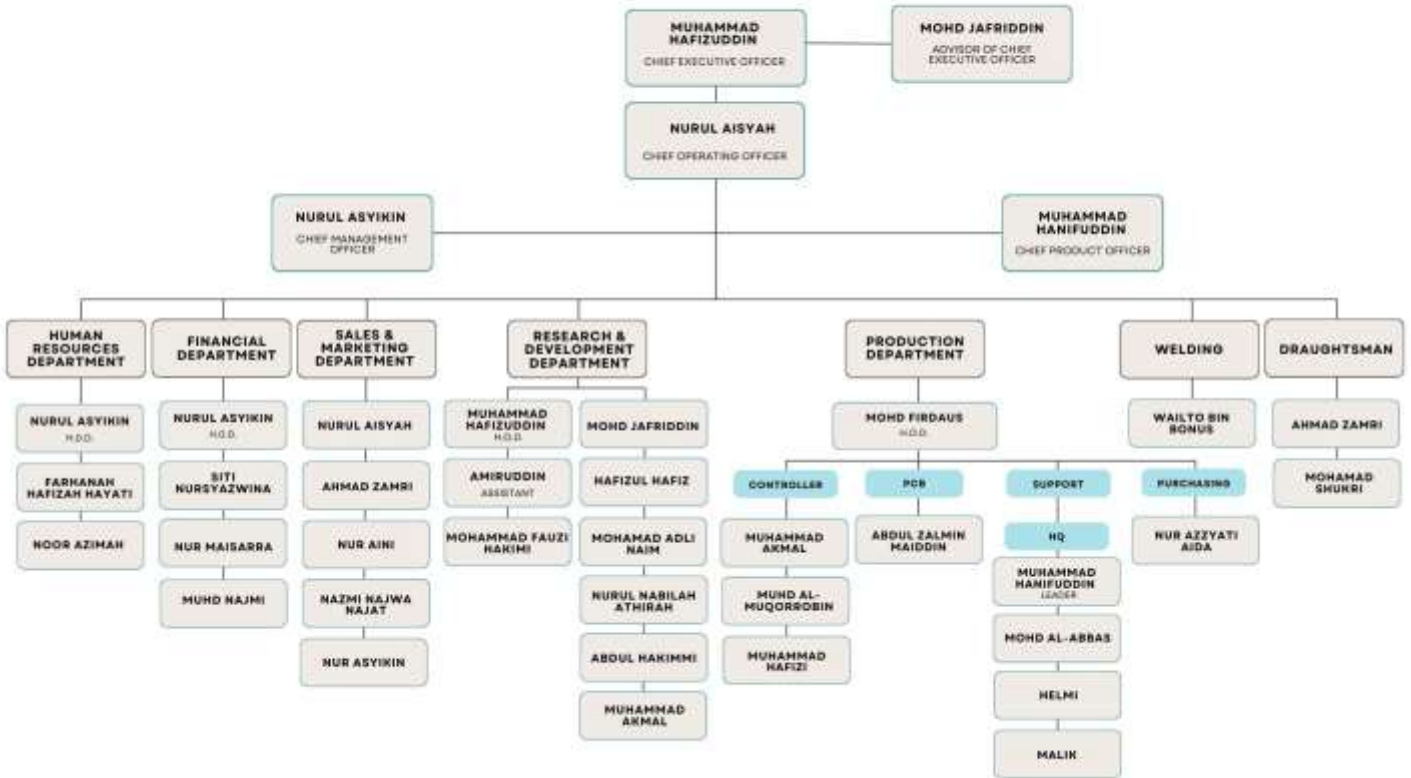 MUHAMMAD
HAFIZUDDIN
CHIEF EXECUTIVE OFFICER
MOHD JAFRIDDIN
ADVISOR OF CHIEF
EXECUTIVE OFFICER
NURUL AISYAH
CHIEF OPERATING OFFICER
NURUL ASYIKIN
CHIEF MANAGEMENT
OFFICER
MUHAMMAD
HANIFUDDIN
CHIEF PRODUCT OFFICER
HUMAN
RESOURCES
DEPARTMENT
NURUL ASYIKIN
H.O.D.
FARHANAH
HAFIZAH HAYATI
NOOR AZIMAH
FINANCIAL
DEPARTMENT
NURUL ASYIKIN
H.O.D.
SITI
NURSYAZWINA
NUR MAISARRA
MUHD NAJMI
SALES &
MARKETING
DEPARTMENT
NURUL AISYAH
AHMAD ZAMRI
NUR AINI
NAZMI NAJWA
NAJAT
NUR ASYIKIN
RESEARCH &
DEVELOPMENT
DEPARTMENT
MUHAMMAD
HAFIZUDDIN
H.O.D.
AMIRUDDIN
ASSISTANT
MOHAMMAD FAUZI
HAKIMI
MOHD JAFRIDDIN
HAFIZUL HAFIZ
MOHAMAD ADLI
NAIM
NURUL NABILAH
ATHIRAH
ABDUL HAKIMMI
MUHAMMAD
AKMAL
PRODUCTION
DEPARTMENT
MOHD FIRDAUS
H.O.D.
CONTROLLER
MUHAMMAD
AKMAL
MUHD AL-
MUQORROBIN
MUHAMMAD
HAFIZI
PCB
ABDUL ZALMIN
MAIDDIN
SUPPORT
HQ
MUHAMMAD
HANIFUDDIN
LEADER
MOHD AL-ABBAS
HELMI
MALIK
PURCHASING
NUR AZZYATI
AIDA
WELDING
WAILTO BIN
BONUS
DRAUGHTSMAN
AHMAD ZAMRI
MOHAMAD
SHUKRI